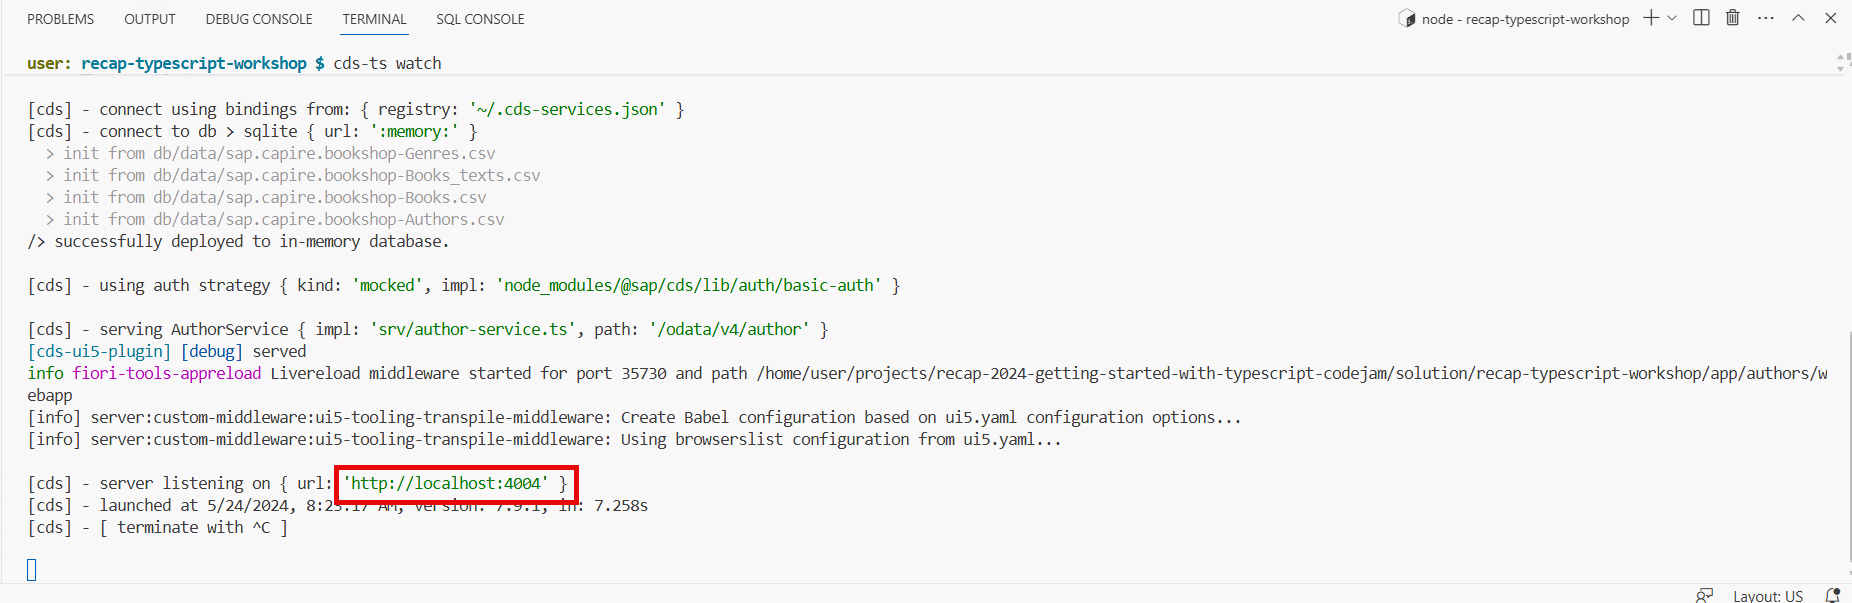 PROBLEMS OUTPUT DEBUG CONSOLE TERMINAL SQL CONSOLE node - recap-typescript-workshop
user: recap-typescript-workshop $ cds-ts watch
[cds] - connect using bindings from: { registry: '~/.cds-services.json' }
[cds] - connect to db > sqlite { url: ':memory:' }
> init from db/data/sap.capire.bookshop-Genres.csv
> init from db/data/sap.capire.bookshop-Books_texts.csv
> init from db/data/sap.capire.bookshop-Books.csv
> init from db/data/sap.capire.bookshop-Authors.csv
/> successfully deployed to in-memory database.
[cds] - using auth strategy { kind: 'mocked', impl: 'node_modules/@sap/cds/lib/auth/basic-auth' }
[cds] - serving AuthorService { impl: 'srv/author-service.ts', path: '/odata/v4/author' }
[cds-ui5-plugin] [debug] served
info fiori-tools-appreload Livereload middleware started for port 35730 and path /home/user/projects/recap-2024-getting-started-with-typescript-codejam/solution/recap-typescript-workshop/app/authors/w
ebapp
[info] server:custom-middleware:ui5-tooling-transpile-middleware: Create Babel configuration based on ui5.yaml configuration options...
[info] server:custom-middleware:ui5-tooling-transpile-middleware: Using browserslist configuration from ui5.yaml...
[cds] - server listening on { url: 'http://localhost:4004' }
[cds] - launched at 5/24/2024, 8:23:17 AM, version: 7.9.1, in: 7.258s
[cds] - [ terminate with ^C ]
Layout: US